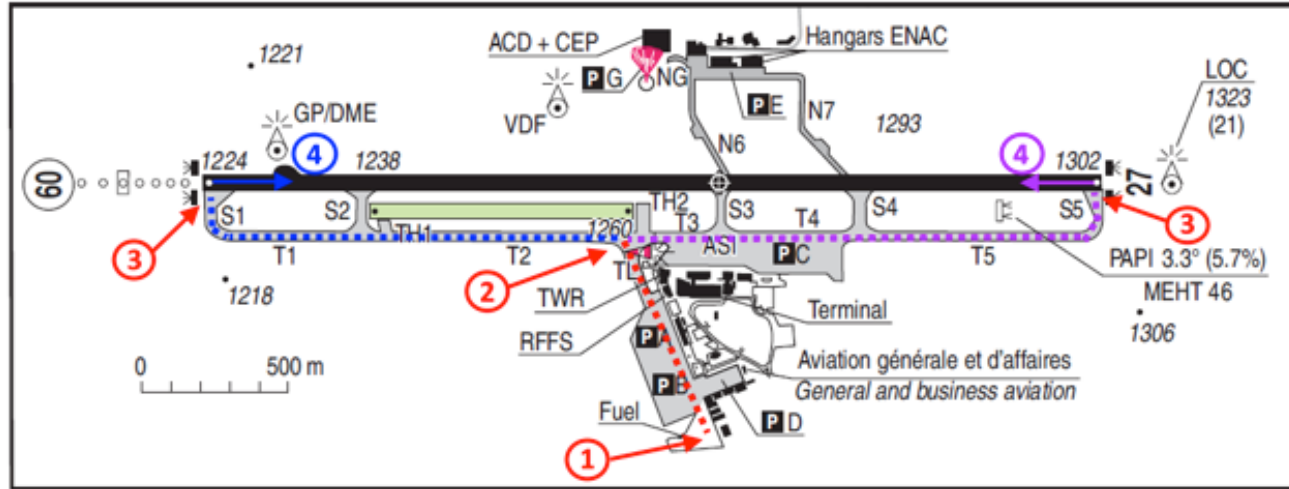 1221
ACD + CEP
Hangars ENAC
P G
NG
P E
N7
LOC
1323
(21)
GP/DME
VDF
1293
N6
1224
4
1238
4
1302
09
27
S1
S2
TH2
T3
S3
T4
S4
S5
3
TH1
1260
3
T1
T2
ASI
P C
T5
PAPI 3.3° (5.7%)
MEHT 46
2
TL
1218
TWR
Terminal
1306
RFFS
P
0
500 m
Aviation générale et d'affaires
General and business aviation
P B
Fuel
P D
1